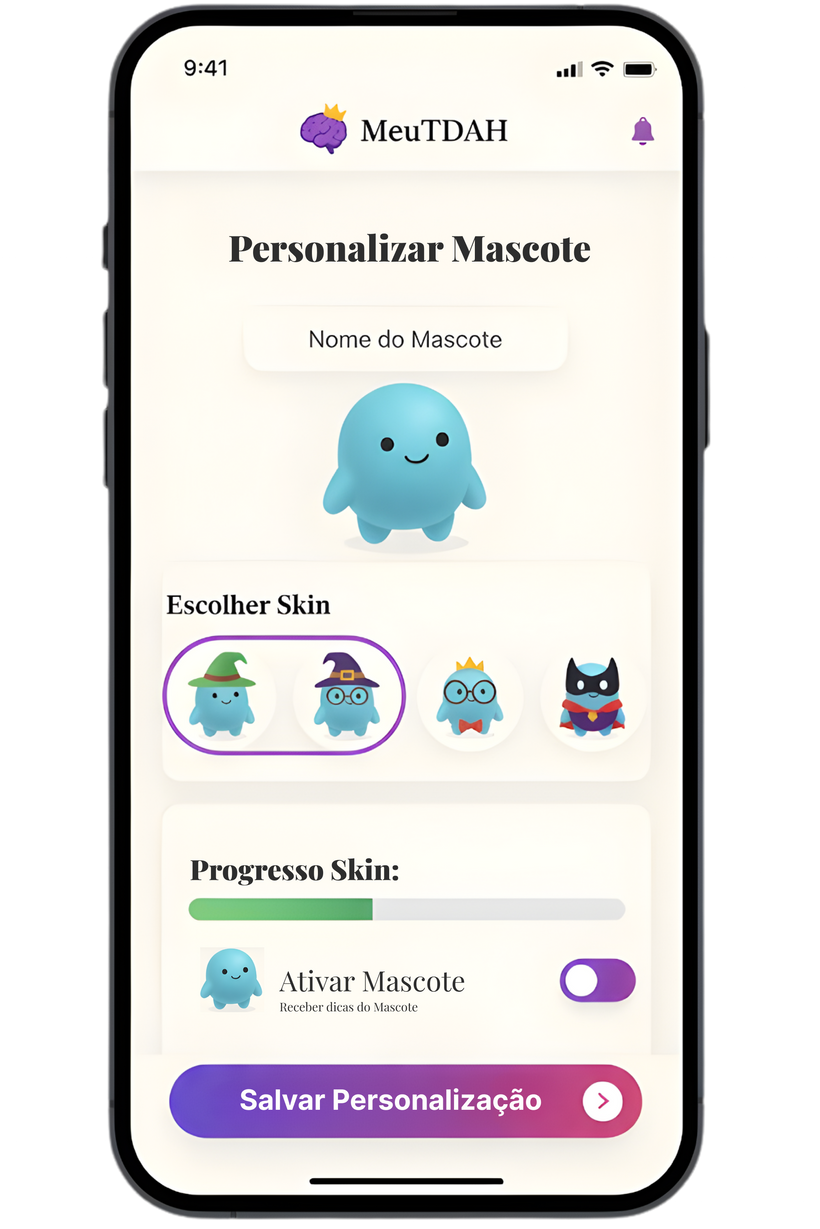 9:41
MeuTDAH
Personalizar Mascote
Nome do Mascote
Escolher Skin
Progresso Skin:
Ativar Mascote
Receber dicas do Mascote
Salvar Personalização